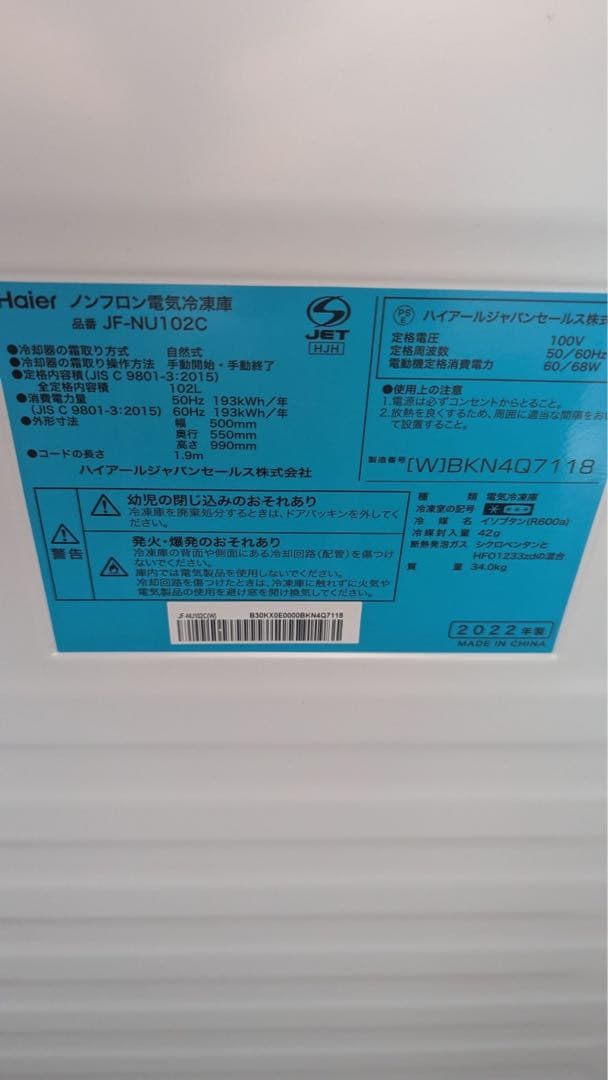 Haier ノンフロン電気冷凍庫
品番 JF-NU102C
●冷却器の霜取り方式 自然式
●冷却器の霜取り操作方法 手動開始・手動終了
●定格内容積(JIS C 9801-3:2015)
全定格内容積 102L
●消費電力量 50Hz 193kWh/年
(JIS C 9801-3:2015) 60Hz 193kWh/年
●外形寸法 幅 500mm
奥行 550mm
高さ 990mm
●コードの長さ 1.9m
ハイアールジャパンセールス株式会社
S
JET
HJH
PS
E ハイアールジャパンセールス株式
定格電圧 100V
定格周波数 50/60Hz
電動機定格消費電力 60/68W
●使用上の注意
1.電源は必ずコンセントからとること。
2.放熱を良くするため、周囲に適当な間隔をお
て設置すること。
製造番号 [W]BKN4Q7118
警告
幼児の閉じ込みのおそれあり
冷凍庫を廃棄処分するときは、ドアパッキンを外してく
ださい。
発火・爆発のおそれあり
冷凍庫の背面や側面にある冷却回路(配管)を傷つけ
ないでください。
庫内では電気製品を使用しないでください。
冷却回路を傷つけたときは、冷凍庫に触れずに火気や
電気製品の使用を避け窓を開け換気してください。
種類 電気冷凍庫
冷凍室の記号 * ***
冷媒 イソブタン(R600a)
冷媒封入量 42g
断熱発泡ガス シクロペンタンと
HFO1233zdの混合
質量 34.0kg
JF-NU102C(W) B30KX0E0000BKN4Q7118
2022年製
MADE IN CHINA